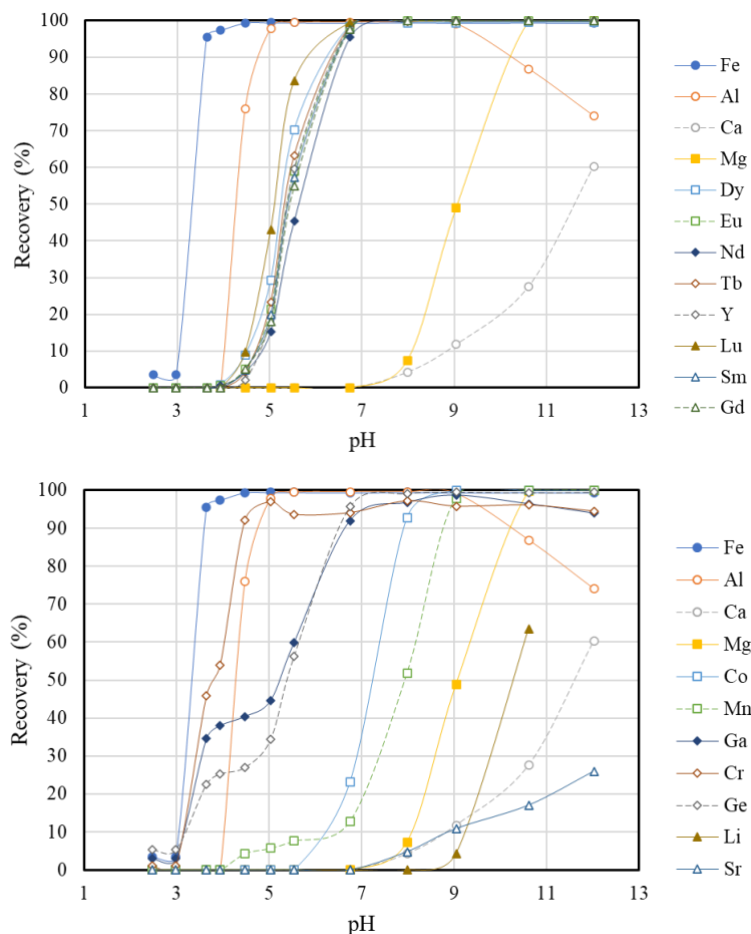 100
90
80
70
60
50
40
30
20
10
0
Recovery (%)
1 3 5 7 9 11 13
pH
Fe
Al
Ca
Mg
Dy
Eu
Nd
Tb
Y
Lu
Sm
Gd
100
90
80
70
60
50
40
30
20
10
0
Recovery (%)
1 3 5 7 9 11 13
pH
Fe
Al
Ca
Mg
Co
Mn
Ga
Cr
Ge
Li
Sr